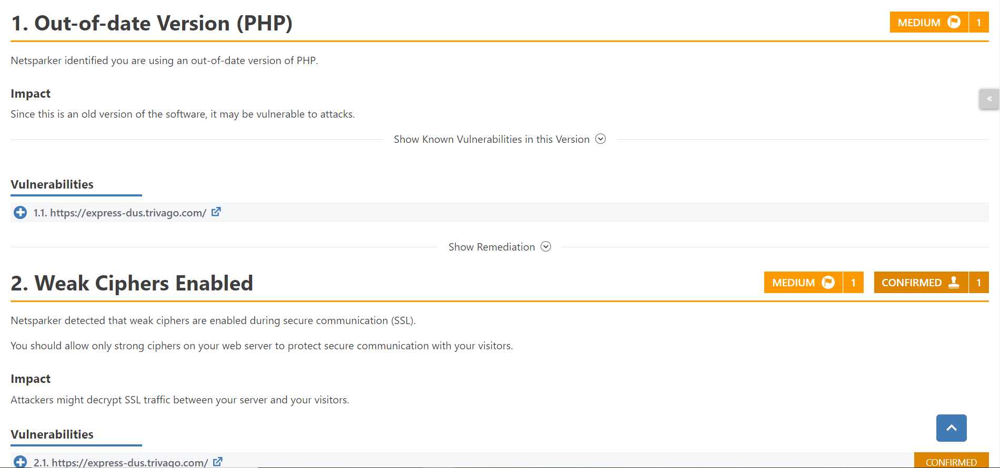 1. Out-of-date Version (PHP)
MEDIUM 1
Netsparker identified you are using an out-of-date version of PHP.
Impact
«
Since this is an old version of the software, it may be vulnerable to attacks.
Show Known Vulnerabilities in this Version
Vulnerabilities
1.1. https://express-dus.trivago.com/
Show Remediation
2. Weak Ciphers Enabled
MEDIUM 1 CONFIRMED 1
Netsparker detected that weak ciphers are enabled during secure communication (SSL).
You should allow only strong ciphers on your web server to protect secure communication with your visitors.
Impact
Attackers might decrypt SSL traffic between your server and your visitors.
Vulnerabilities
2.1. https://express-dus.trivago.com/ CONFIRMED